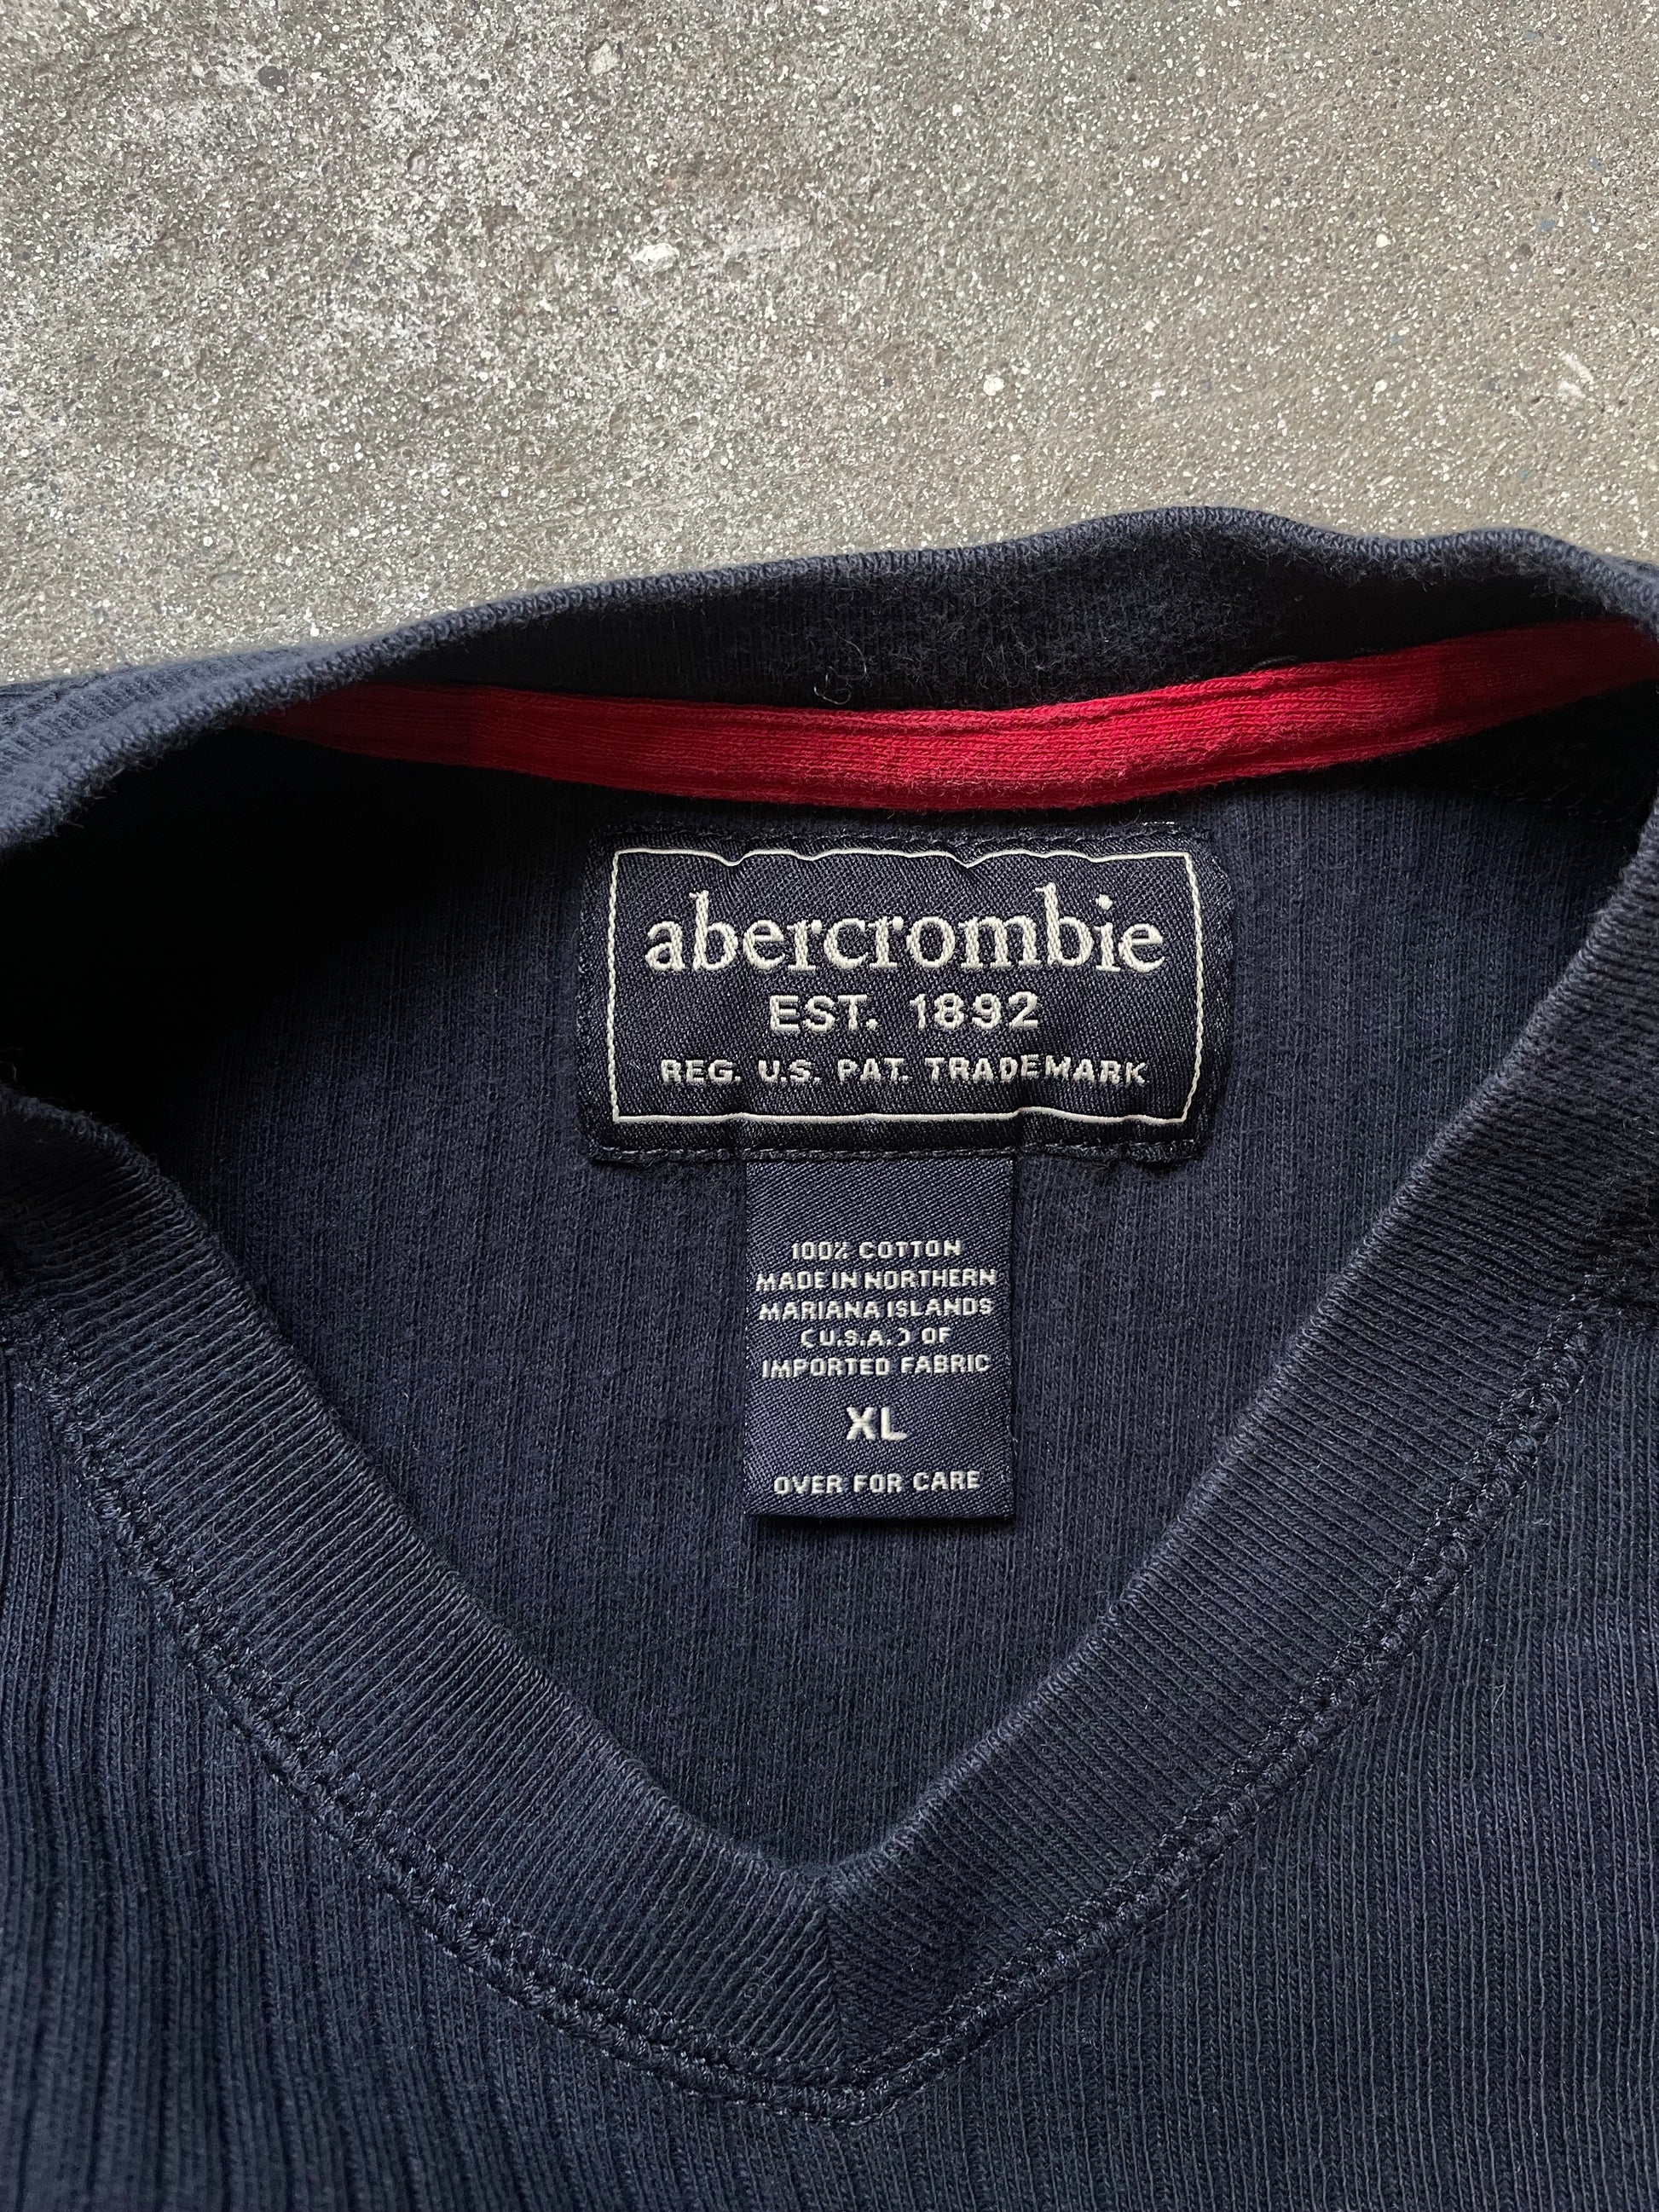 abercrombie
EST. 1892
REG. U.S. PAT. TRADEMARK
100% COTTON
MADE IN NORTHERN
MARIANA ISLANDS
(U.S.A.) OF
IMPORTED FABRIC
XL
OVER FOR CARE